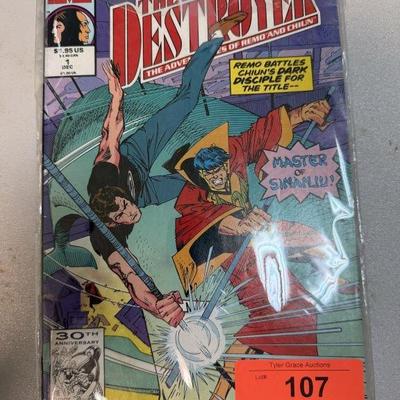 THE
DESTROYER
THE ADVENTURES OF REMO AND CHIUN
$1.95 US
1
DEC
REMO BATTLES
CHIUN'S DARK
DISCIPLE FOR
THE TITLE--
MASTER
OF
SINANJU!
30TH
ANNIVERSARY
Tyler Grace Auctions
Lot#
107